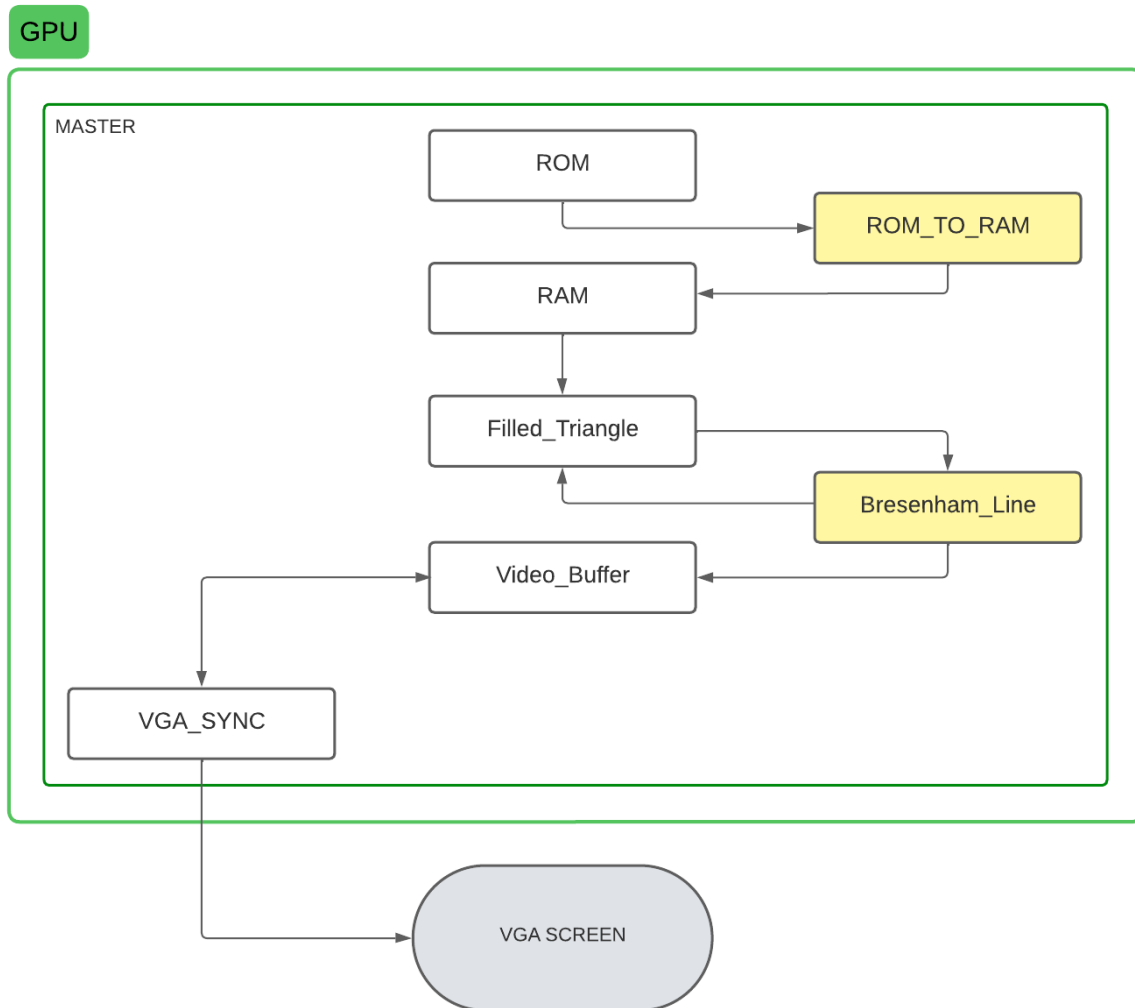 GPU
MASTER
ROM
ROM_TO_RAM
RAM
Filled_Triangle
Bresenham_Line
Video_Buffer
VGA_SYNC
VGA SCREEN